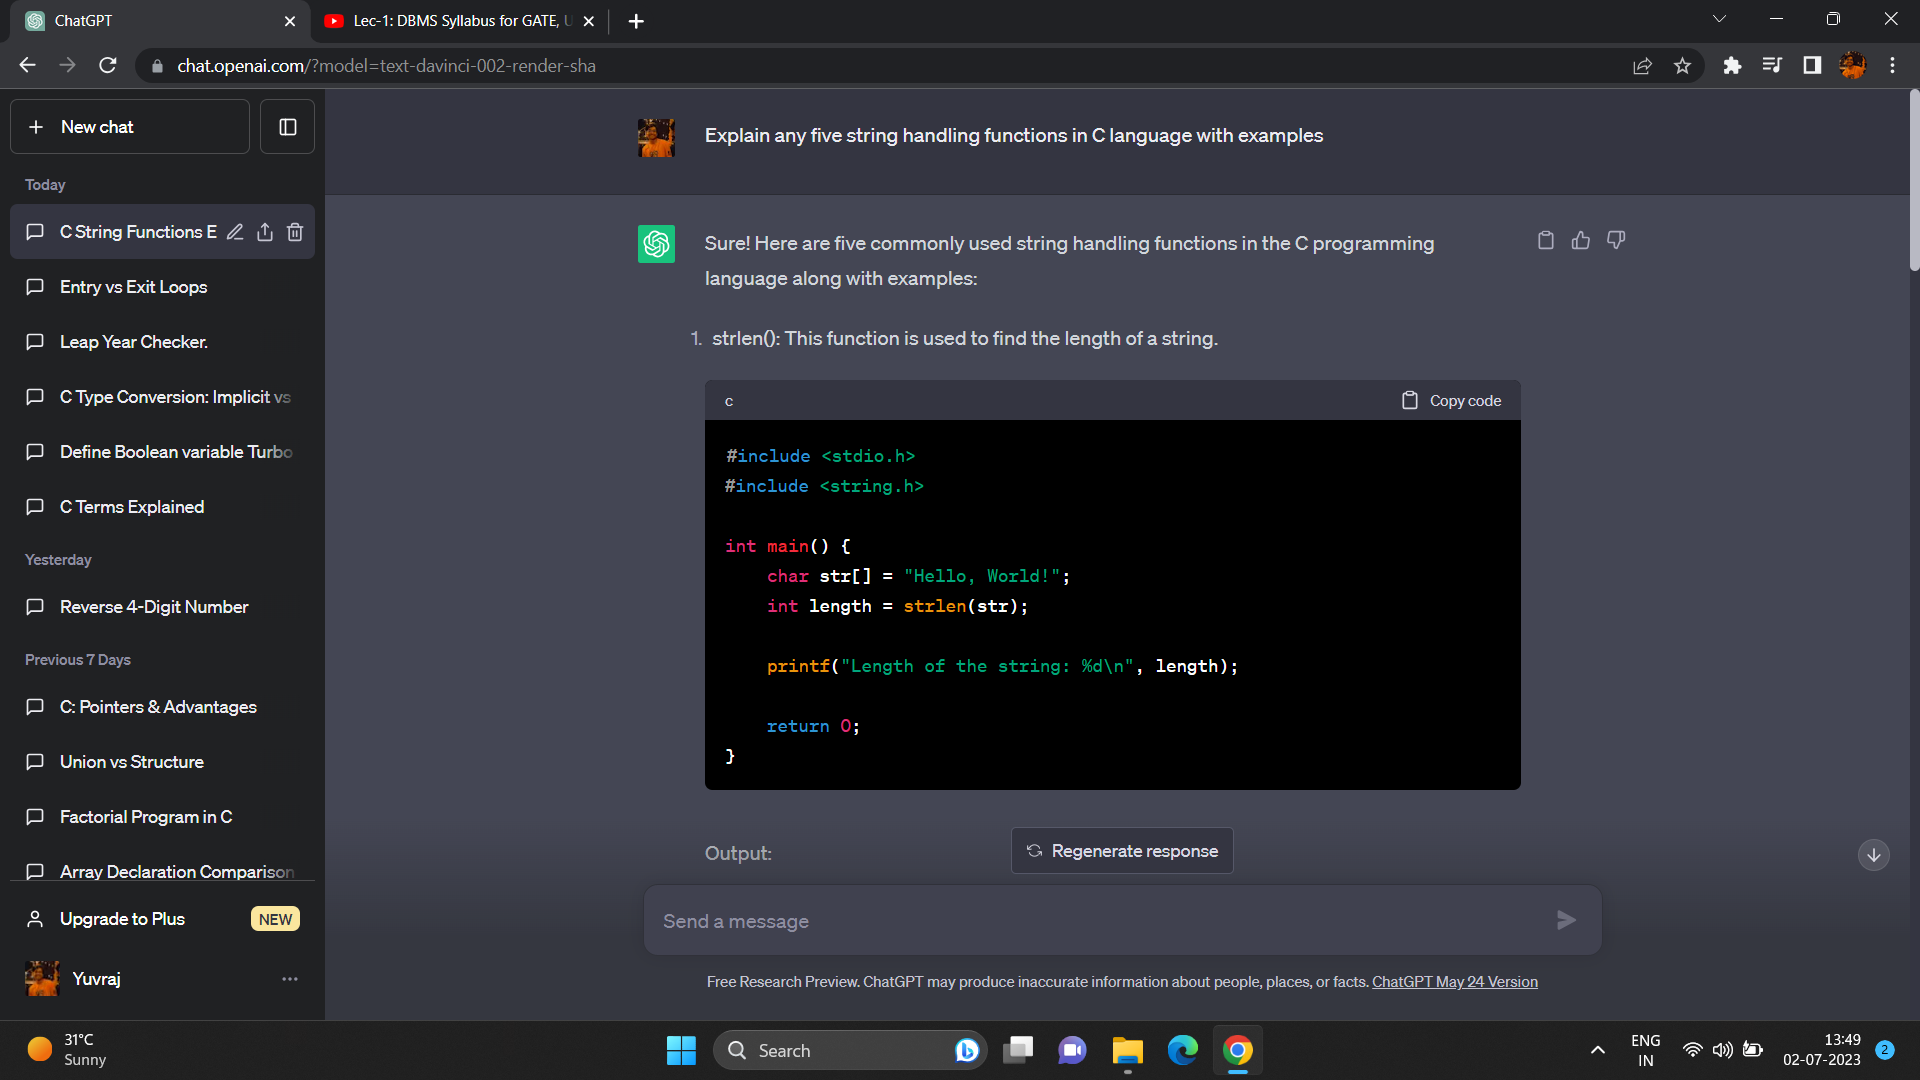 ChatGPT
Lec-1: DBMS Syllabus for GATE, U
chat.openai.com/?model=text-davinci-002-render-sha
New chat
Today
C String Functions E
Entry vs Exit Loops
Leap Year Checker.
C Type Conversion: Implicit vs
Define Boolean variable Turbo
C Terms Explained
Yesterday
Reverse 4-Digit Number
Previous 7 Days
C: Pointers & Advantages
Union vs Structure
Factorial Program in C
Array Declaration Comparison
Upgrade to Plus NEW
Yuvraj
Explain any five string handling functions in C language with examples
Sure! Here are five commonly used string handling functions in the C programming
language along with examples:
1. strlen(): This function is used to find the length of a string.
c Copy code
#include <stdio.h>
#include <string.h>
int main() {
char str[] = "Hello, World!";
int length = strlen(str);
printf("Length of the string: %d\n", length);
return 0;
}
Output:
Regenerate response
Send a message
Free Research Preview. ChatGPT may produce inaccurate information about people, places, or facts. ChatGPT May 24 Version
31°C
Sunny
Search
ENG
IN
13:49
02-07-2023
2